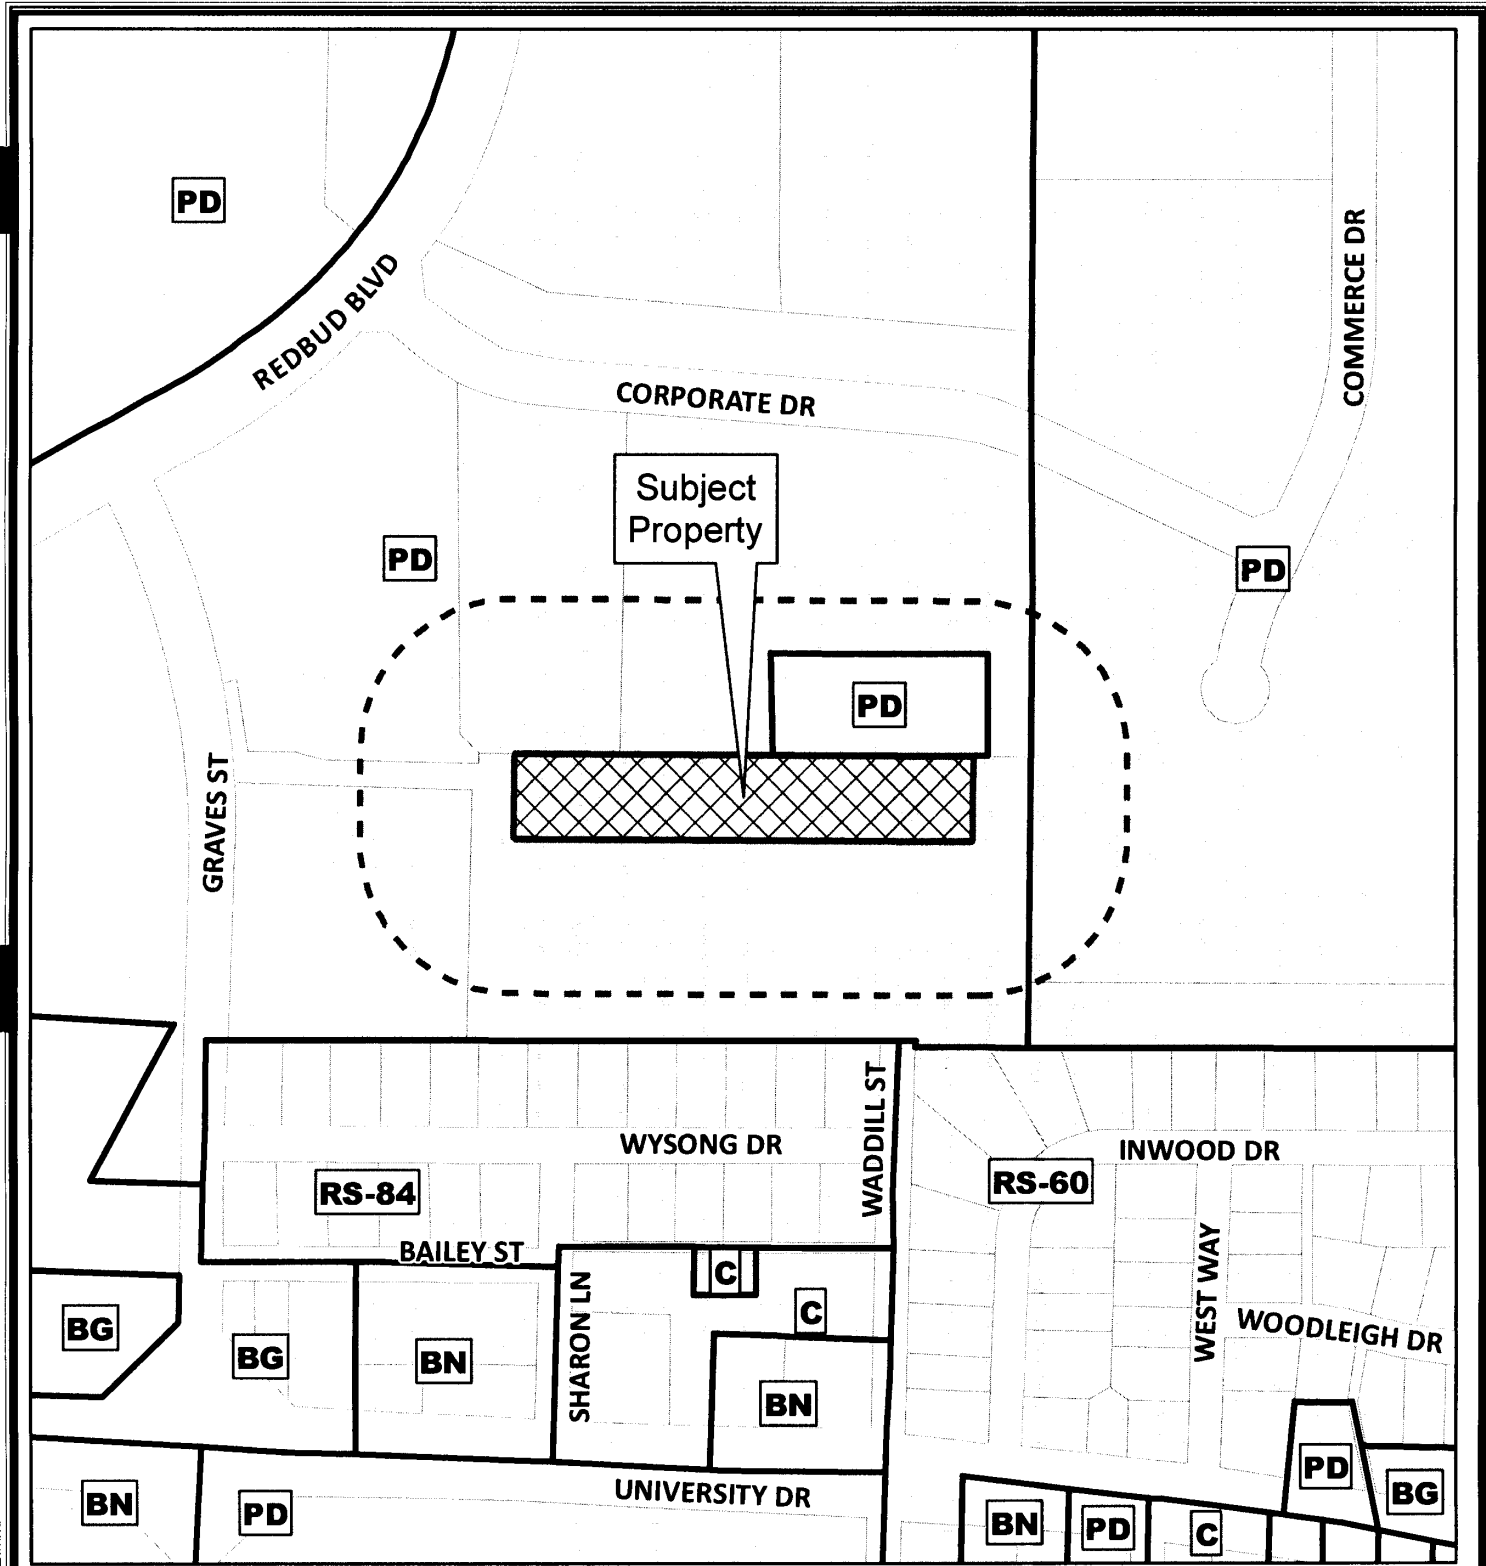 PD
REDBUD BLVD
COMMERCE DR
CORPORATE DR
Subject
Property
PD
PD
PD
GRAVES ST
WADDILL ST
WYSONG DR
INWOOD DR
RS-84
RS-60
BAILEY ST
C
C
SHARON LN
WEST WAY
BG
WOODLEIGH DR
BG
BN
BN
PD
BG
UNIVERSITY DR
BN
PD
BN
PD
C